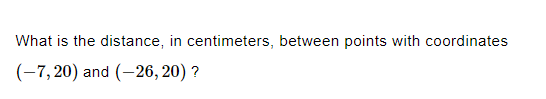 What is the distance, in centimeters, between points with coordinates
(−7, 20) and (−26, 20) ?